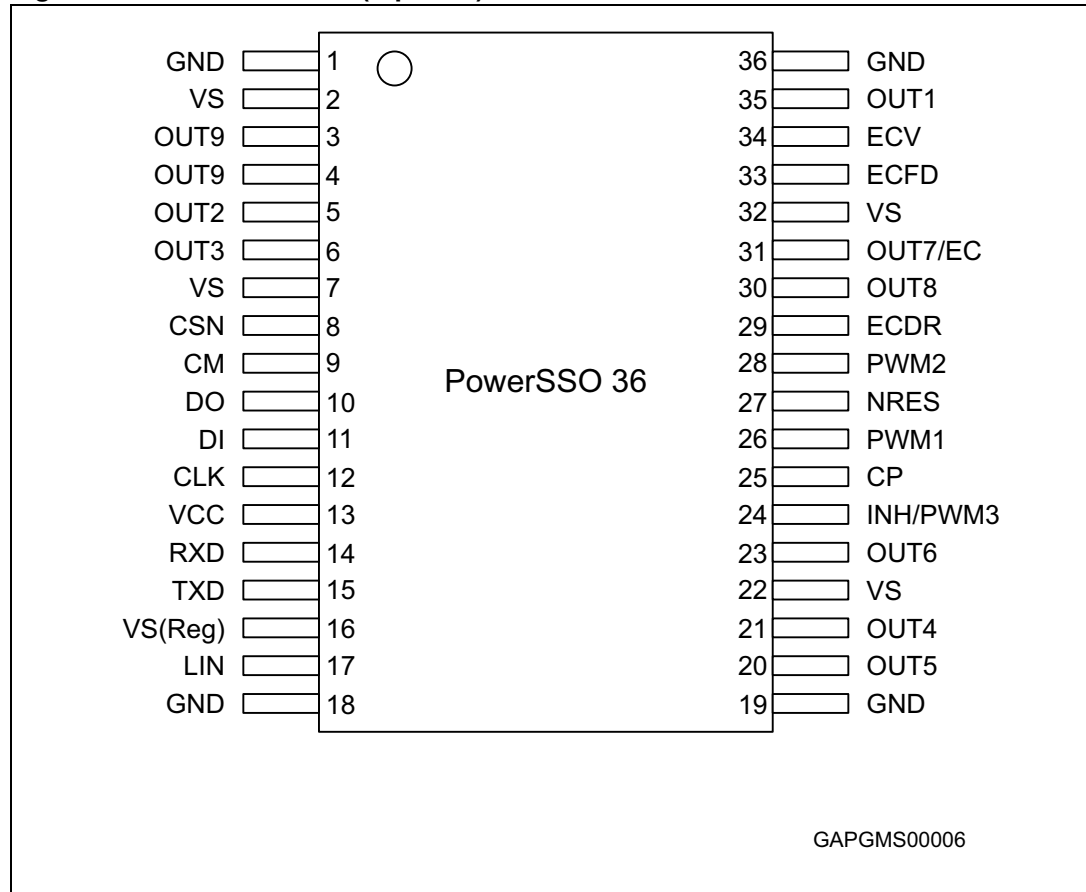 GND 1 36 GND
VS 2 35 OUT1
OUT9 3 34 ECV
OUT9 4 33 ECFD
OUT2 5 32 VS
OUT3 6 31 OUT7/EC
VS 7 30 OUT8
CSN 8 29 ECDR
CM 9 28 PWM2
PowerSSO 36
DO 10 27 NRES
DI 11 26 PWM1
CLK 12 25 CP
VCC 13 24 INH/PWM3
RXD 14 23 OUT6
TXD 15 22 VS
VS(Reg) 16 21 OUT4
LIN 17 20 OUT5
GND 18 19 GND
GAPGMS00006